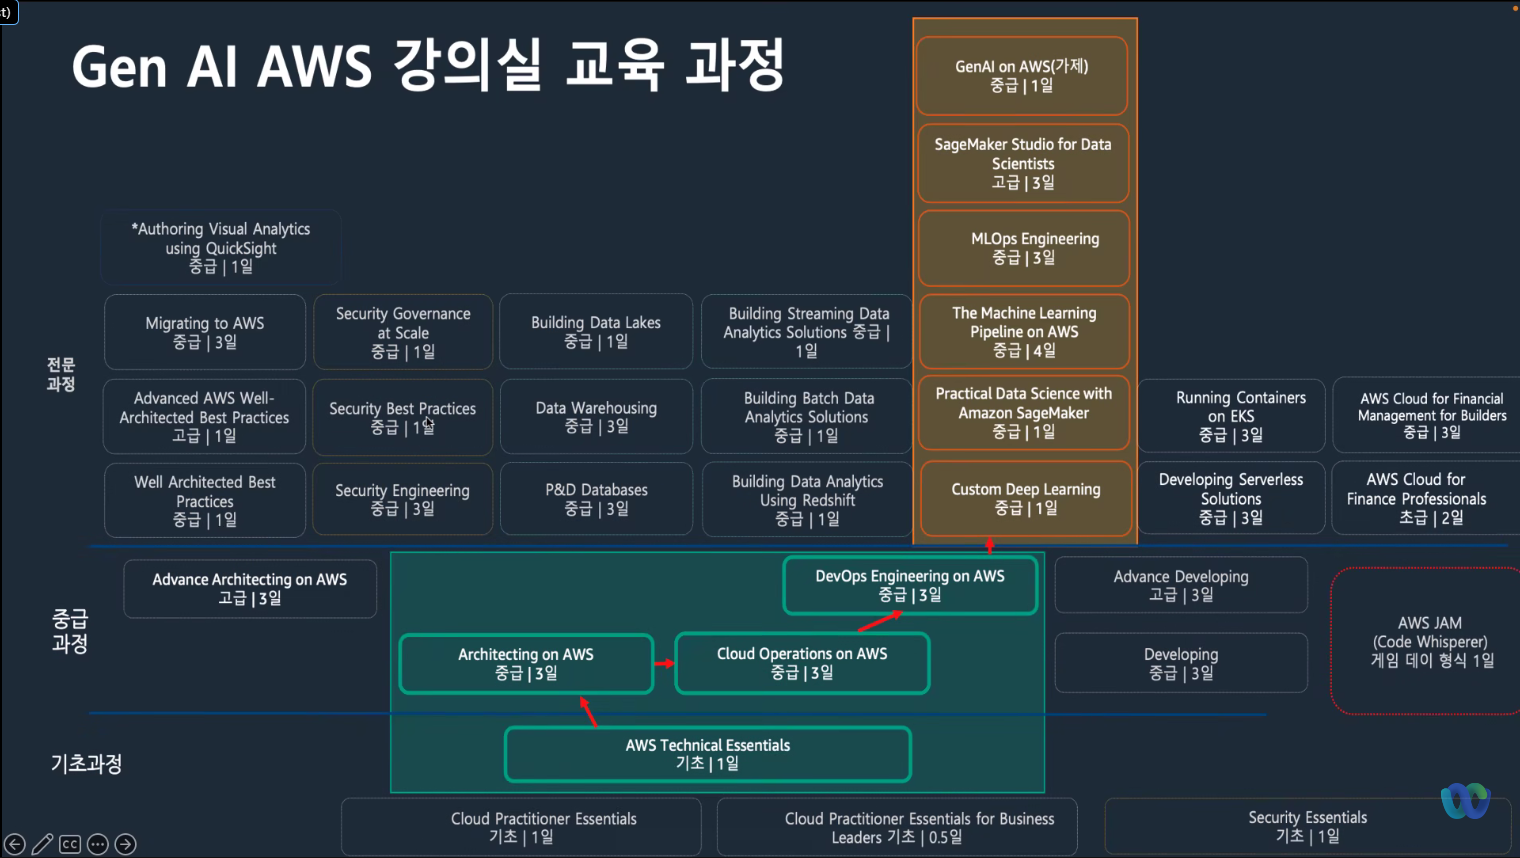 t)
Gen AI AWS 강의실 교육 과정
GenAI on AWS(가제)
중급 | 1일
SageMaker Studio for Data
Scientists
고급 | 3일
*Authoring Visual Analytics
using QuickSight
중급 | 1일
MLOps Engineering
중급 | 3일
전문
과정
Migrating to AWS
중급 | 3일
Security Governance
at Scale
중급 | 1일
Building Data Lakes
중급 | 1일
Building Streaming Data
Analytics Solutions 중급 |
1일
The Machine Learning
Pipeline on AWS
중급 | 4일
Advanced AWS Well-
Architected Best Practices
고급 | 1일
Security Best Practices
중급 | 1일
Data Warehousing
중급 | 3일
Building Batch Data
Analytics Solutions
중급 | 1일
Practical Data Science with
Amazon SageMaker
중급 | 1일
Running Containers
on EKS
중급 | 3일
AWS Cloud for Financial
Management for Builders
중급 | 3일
Well Architected Best
Practices
중급 | 1일
Security Engineering
중급 | 3일
P&D Databases
중급 | 3일
Building Data Analytics
Using Redshift
중급 | 1일
Custom Deep Learning
중급 | 1일
Developing Serverless
Solutions
중급 | 3일
AWS Cloud for
Finance Professionals
초급 | 2일
중급
과정
Advance Architecting on AWS
고급 | 3일
DevOps Engineering on AWS
중급 | 3일
Advance Developing
고급 | 3일
Architecting on AWS
중급 | 3일
Cloud Operations on AWS
중급 | 3일
Developing
중급 | 3일
AWS JAM
(Code Whisperer)
게임 데이 형식 1일
기초과정
AWS Technical Essentials
기초 | 1일
Cloud Practitioner Essentials
기초 | 1일
Cloud Practitioner Essentials for Business
Leaders 기초 | 0.5일
Security Essentials
기초 | 1일
CC